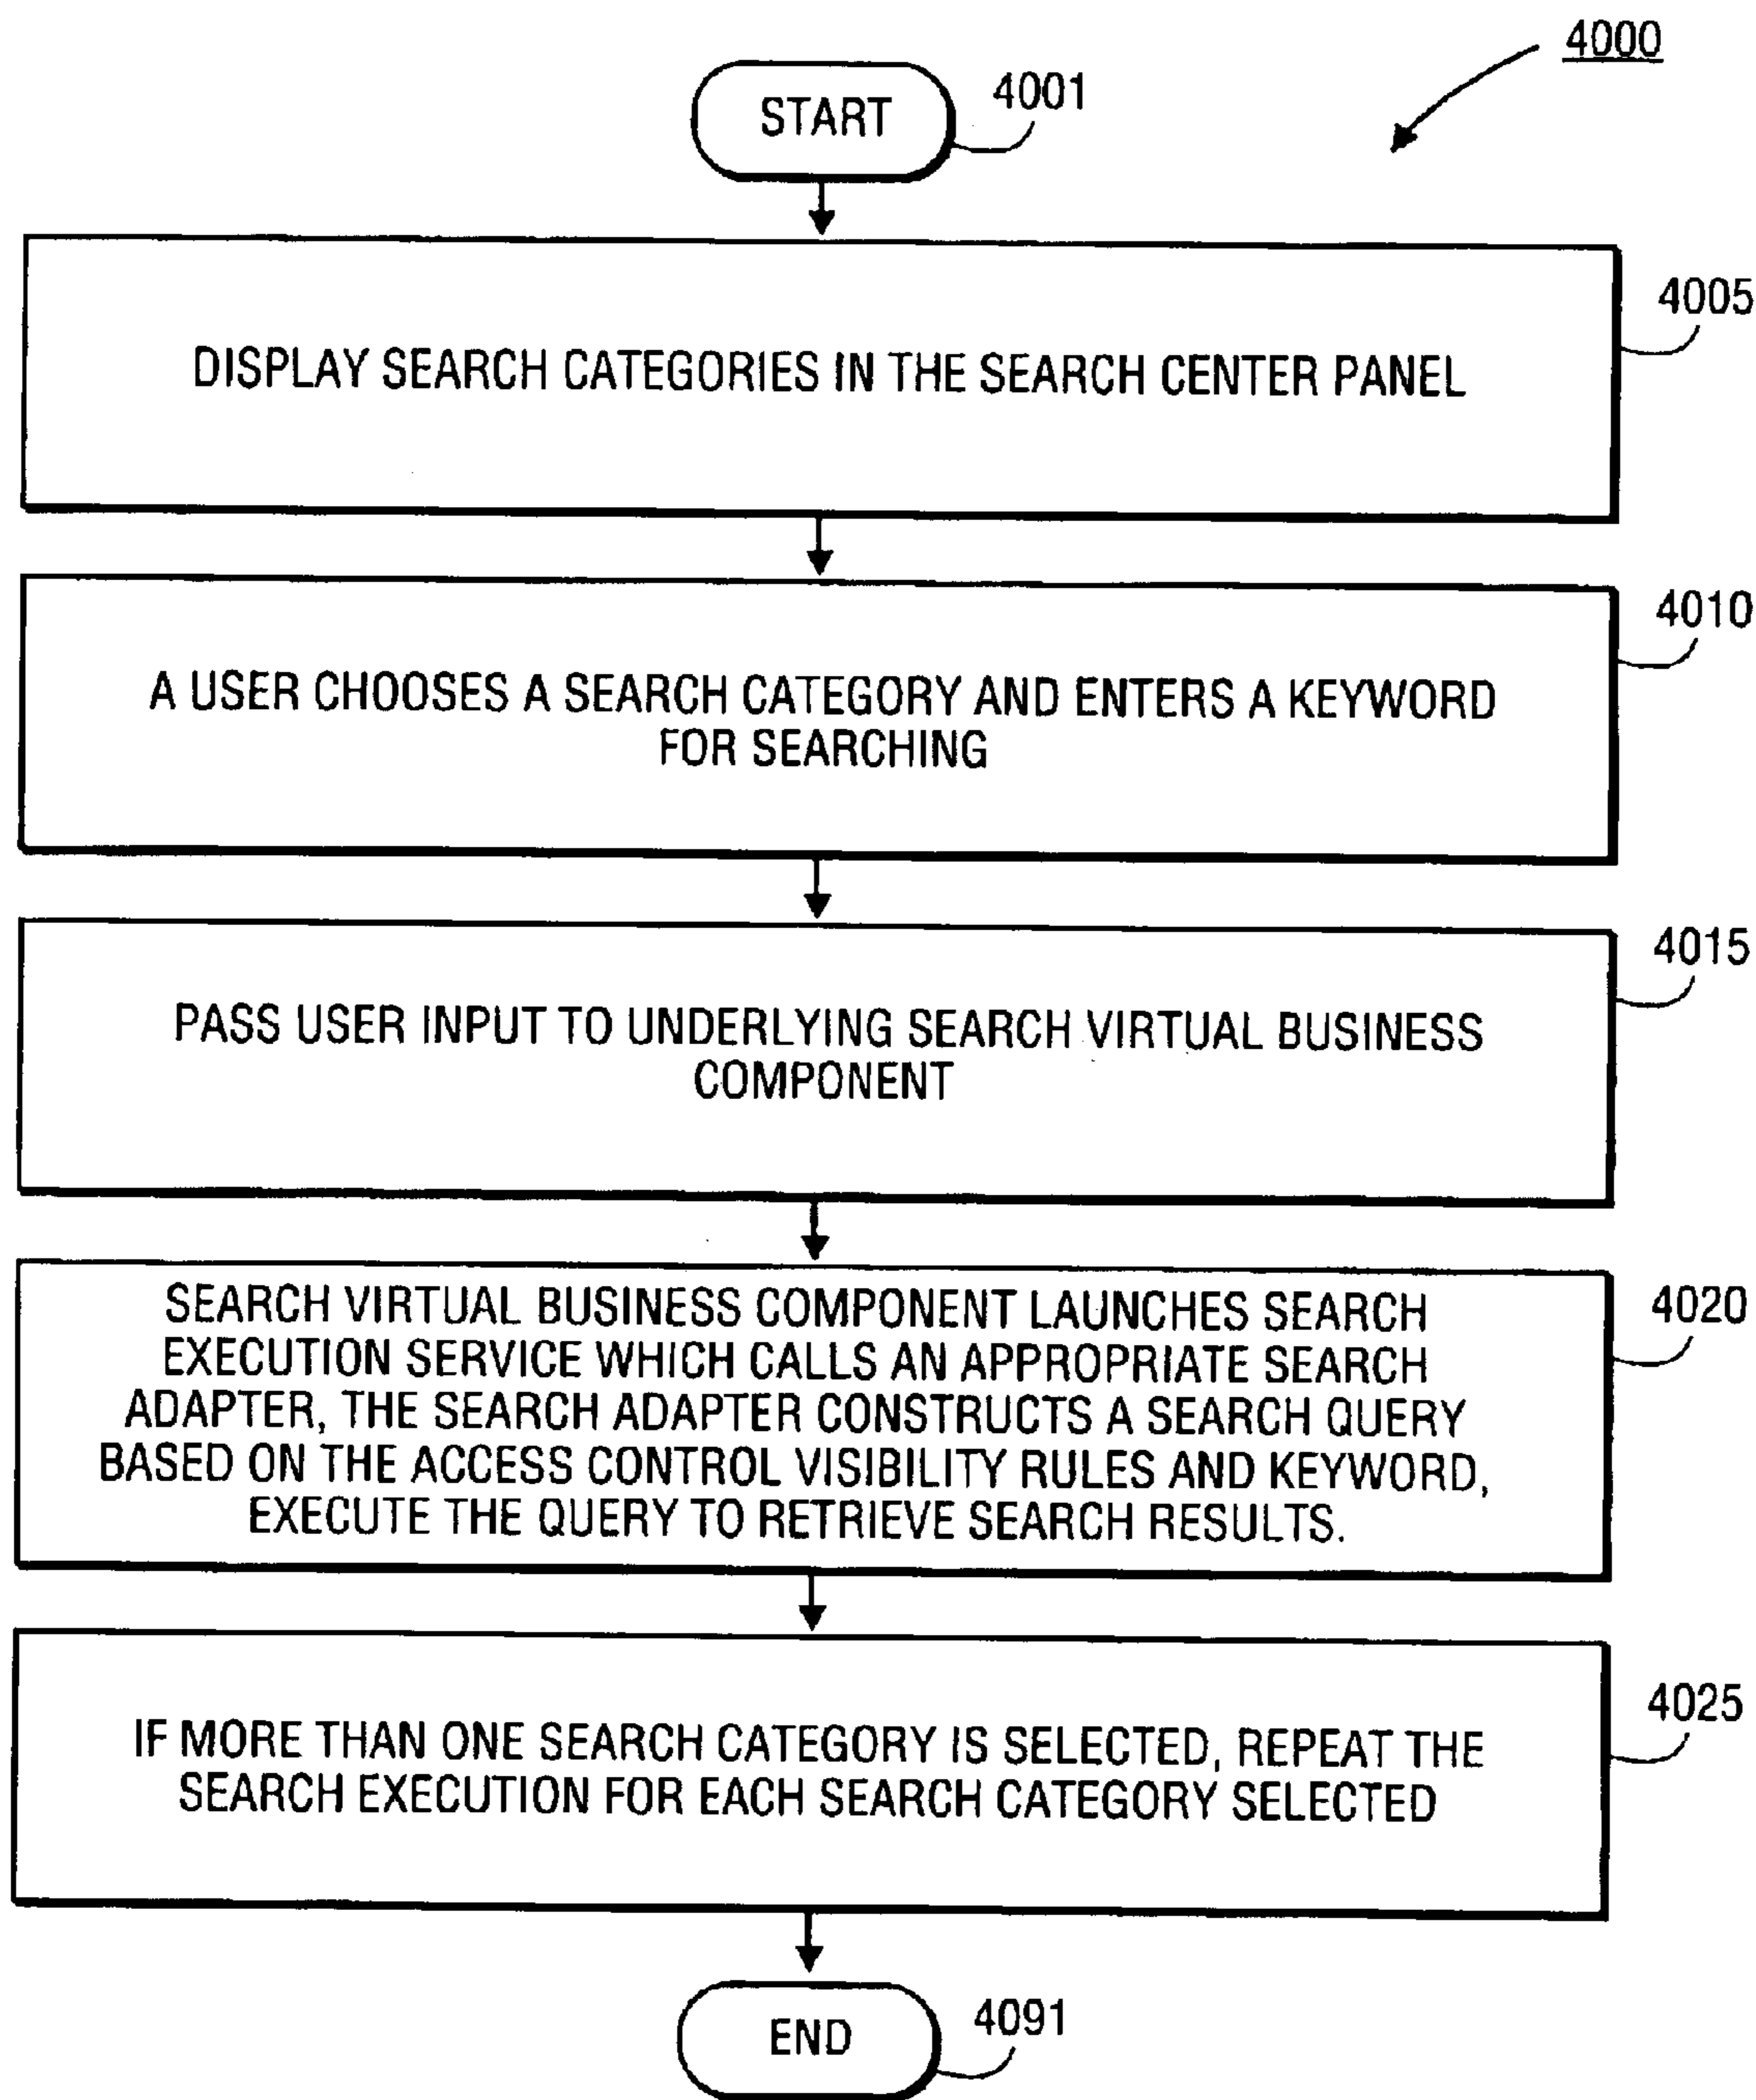 4000
START
4001
DISPLAY SEARCH CATEGORIES IN THE SEARCH CENTER PANEL
4005
A USER CHOOSES A SEARCH CATEGORY AND ENTERS A KEYWORD
FOR SEARCHING
4010
PASS USER INPUT TO UNDERLYING SEARCH VIRTUAL BUSINESS
COMPONENT
4015
SEARCH VIRTUAL BUSINESS COMPONENT LAUNCHES SEARCH
EXECUTION SERVICE WHICH CALLS AN APPROPRIATE SEARCH
ADAPTER, THE SEARCH ADAPTER CONSTRUCTS A SEARCH QUERY
BASED ON THE ACCESS CONTROL VISIBILITY RULES AND KEYWORD,
EXECUTE THE QUERY TO RETRIEVE SEARCH RESULTS.
4020
IF MORE THAN ONE SEARCH CATEGORY IS SELECTED, REPEAT THE
SEARCH EXECUTION FOR EACH SEARCH CATEGORY SELECTED
4025
END
4091